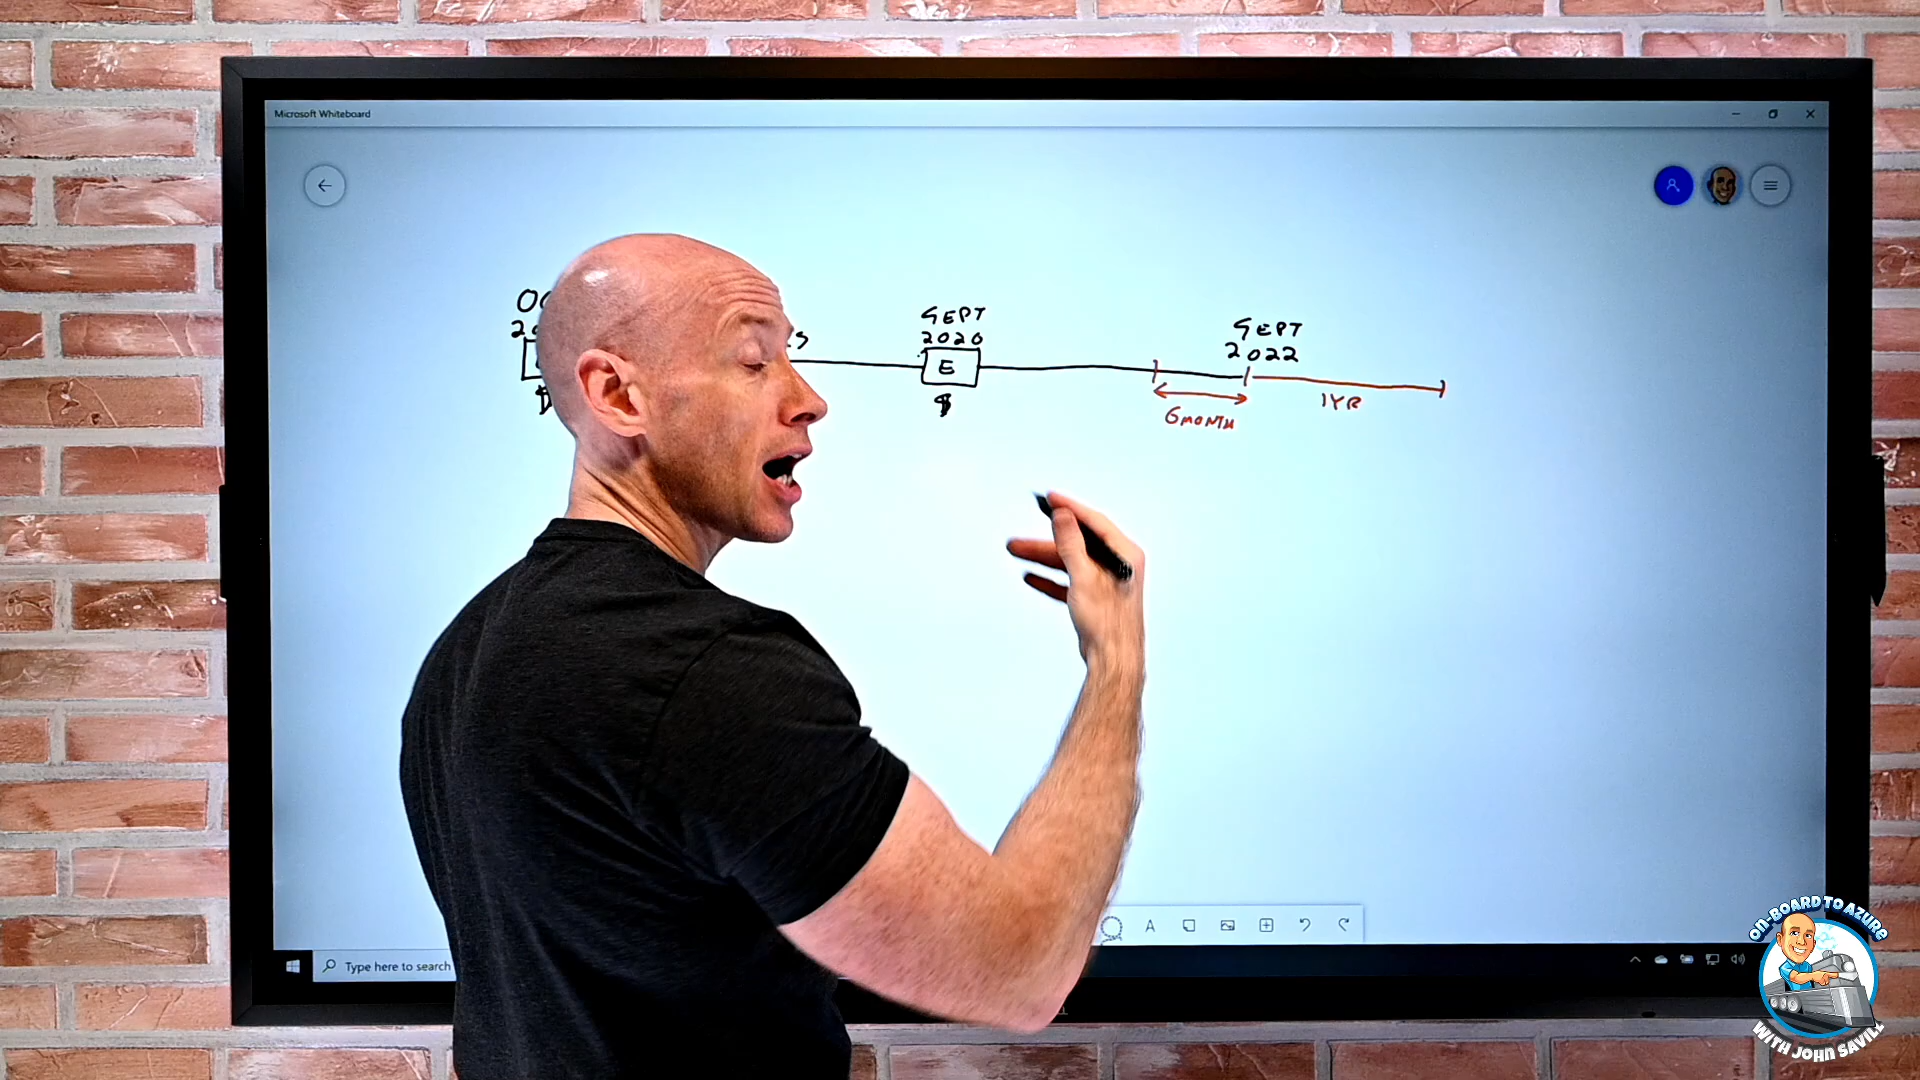 Microsoft Whiteboard
SEPT
2020
E
$
SEPT
2022
6MONTH
1YR
A
Type here to search
ON-BOARD TO AZURE
WITH JOHN SAVILL